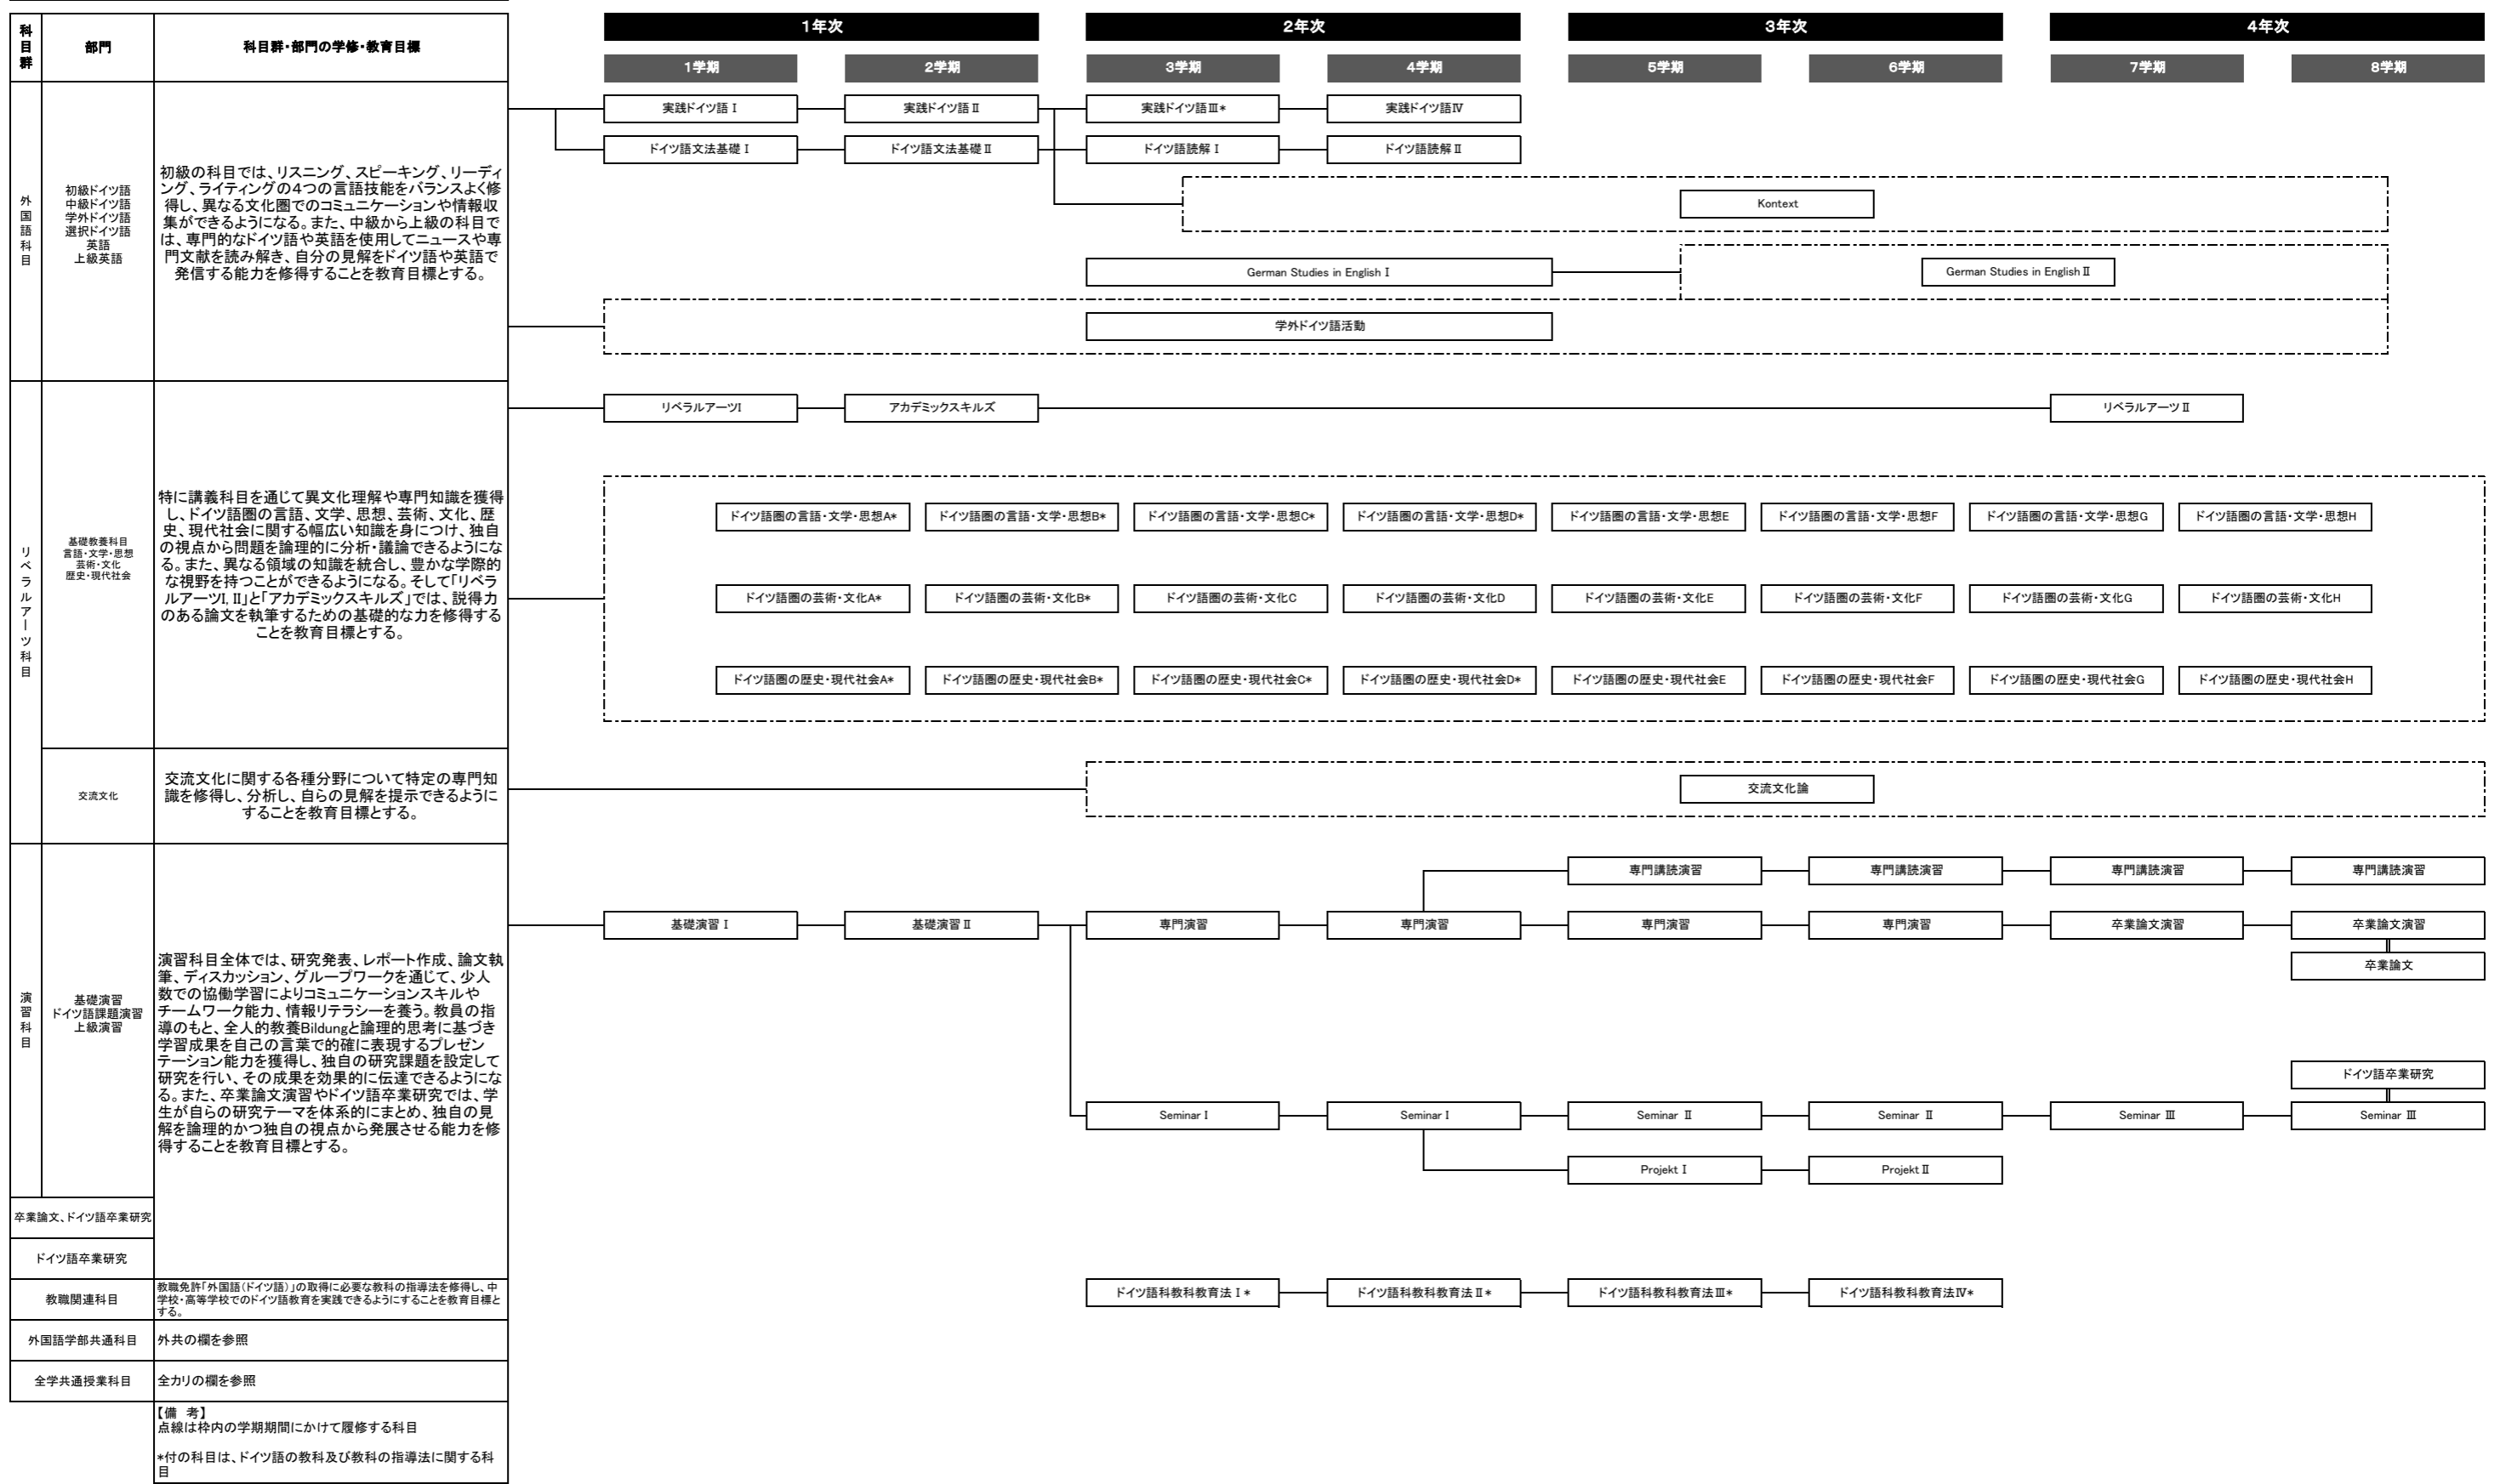 科目群
部門
科目群・部門の学修・教育目標
1年次
2年次
3年次
4年次
1学期
2学期
3学期
4学期
5学期
6学期
7学期
8学期
外国語科目
初級ドイツ語
中級ドイツ語
学外ドイツ語
選択ドイツ語
英語
上級英語
初級の科目では、リスニング、スピーキング、リーディ
ング、ライティングの4つの言語技能をバランスよく修
得し、異なる文化圏でのコミュニケーションや情報収
集ができるようになる。また、中級から上級の科目で
は、専門的なドイツ語や英語を使用してニュースや専
門文献を読み解き、自分の見解をドイツ語や英語で
発信する能力を修得することを教育目標とする。
実践ドイツ語Ⅰ
実践ドイツ語Ⅱ
実践ドイツ語Ⅲ*
実践ドイツ語Ⅳ
ドイツ語文法基礎Ⅰ
ドイツ語文法基礎Ⅱ
ドイツ語読解Ⅰ
ドイツ語読解Ⅱ
Kontext
German Studies in English Ⅰ
German Studies in English Ⅱ
学外ドイツ語活動
リベラルアーツ科目
基礎教養科目
言語・文学・思想
芸術・文化
歴史・現代社会
特に講義科目を通じて異文化理解や専門知識を獲得
し、ドイツ語圏の言語、文学、思想、芸術、文化、歴
史、現代社会に関する幅広い知識を身につけ、独自
の視点から問題を論理的に分析・議論できるようにな
る。また、異なる領域の知識を統合し、豊かな学際的
な視野を持つことができるようになる。そして「リベラ
ルアーツI, II」と「アカデミックスキルズ」では、説得力
のある論文を執筆するための基礎的な力を修得する
ことを教育目標とする。
リベラルアーツI
アカデミックスキルズ
リベラルアーツⅡ
ドイツ語圏の言語・文学・思想A*
ドイツ語圏の言語・文学・思想B*
ドイツ語圏の言語・文学・思想C*
ドイツ語圏の言語・文学・思想D*
ドイツ語圏の言語・文学・思想E
ドイツ語圏の言語・文学・思想F
ドイツ語圏の言語・文学・思想G
ドイツ語圏の言語・文学・思想H
ドイツ語圏の芸術・文化A*
ドイツ語圏の芸術・文化B*
ドイツ語圏の芸術・文化C
ドイツ語圏の芸術・文化D
ドイツ語圏の芸術・文化E
ドイツ語圏の芸術・文化F
ドイツ語圏の芸術・文化G
ドイツ語圏の芸術・文化H
ドイツ語圏の歴史・現代社会A*
ドイツ語圏の歴史・現代社会B*
ドイツ語圏の歴史・現代社会C*
ドイツ語圏の歴史・現代社会D*
ドイツ語圏の歴史・現代社会E
ドイツ語圏の歴史・現代社会F
ドイツ語圏の歴史・現代社会G
ドイツ語圏の歴史・現代社会H
交流文化
交流文化に関する各種分野について特定の専門知
識を修得し、分析し、自らの見解を提示できるように
することを教育目標とする。
交流文化論
演習科目
基礎演習
ドイツ語課題演習
上級演習
演習科目全体では、研究発表、レポート作成、論文執
筆、ディスカッション、グループワークを通じて、少人
数での協働学習によりコミュニケーションスキルや
チームワーク能力、情報リテラシーを養う。教員の指
導のもと、全人的教養Bildungと論理的思考に基づき
学習成果を自己の言葉で的確に表現するプレゼン
テーション能力を獲得し、独自の研究課題を設定して
研究を行い、その成果を効果的に伝達できるようにな
る。また、卒業論文演習やドイツ語卒業研究では、学
生が自らの研究テーマを体系的にまとめ、独自の見
解を論理的かつ独自の視点から発展させる能力を修
得することを教育目標とする。
専門講読演習
専門講読演習
専門講読演習
専門講読演習
基礎演習Ⅰ
基礎演習Ⅱ
専門演習
専門演習
専門演習
専門演習
卒業論文演習
卒業論文演習
卒業論文
ドイツ語卒業研究
Seminar Ⅰ
Seminar Ⅰ
Seminar Ⅱ
Seminar Ⅱ
Seminar Ⅲ
Seminar Ⅲ
Projekt Ⅰ
Projekt Ⅱ
卒業論文、ドイツ語卒業研究
ドイツ語卒業研究
教職関連科目
教職免許「外国語(ドイツ語)」の取得に必要な教科の指導法を修得し、中
学校・高等学校でのドイツ語教育を実践できるようにすることを教育目標と
する。
ドイツ語科教科教育法Ⅰ*
ドイツ語科教科教育法Ⅱ*
ドイツ語科教科教育法Ⅲ*
ドイツ語科教科教育法Ⅳ*
外国語学部共通科目
外共の欄を参照
全学共通授業科目
全カリの欄を参照
【備 考】
点線は枠内の学期期間にかけて履修する科目
*付の科目は、ドイツ語の教科及び教科の指導法に関する科
目